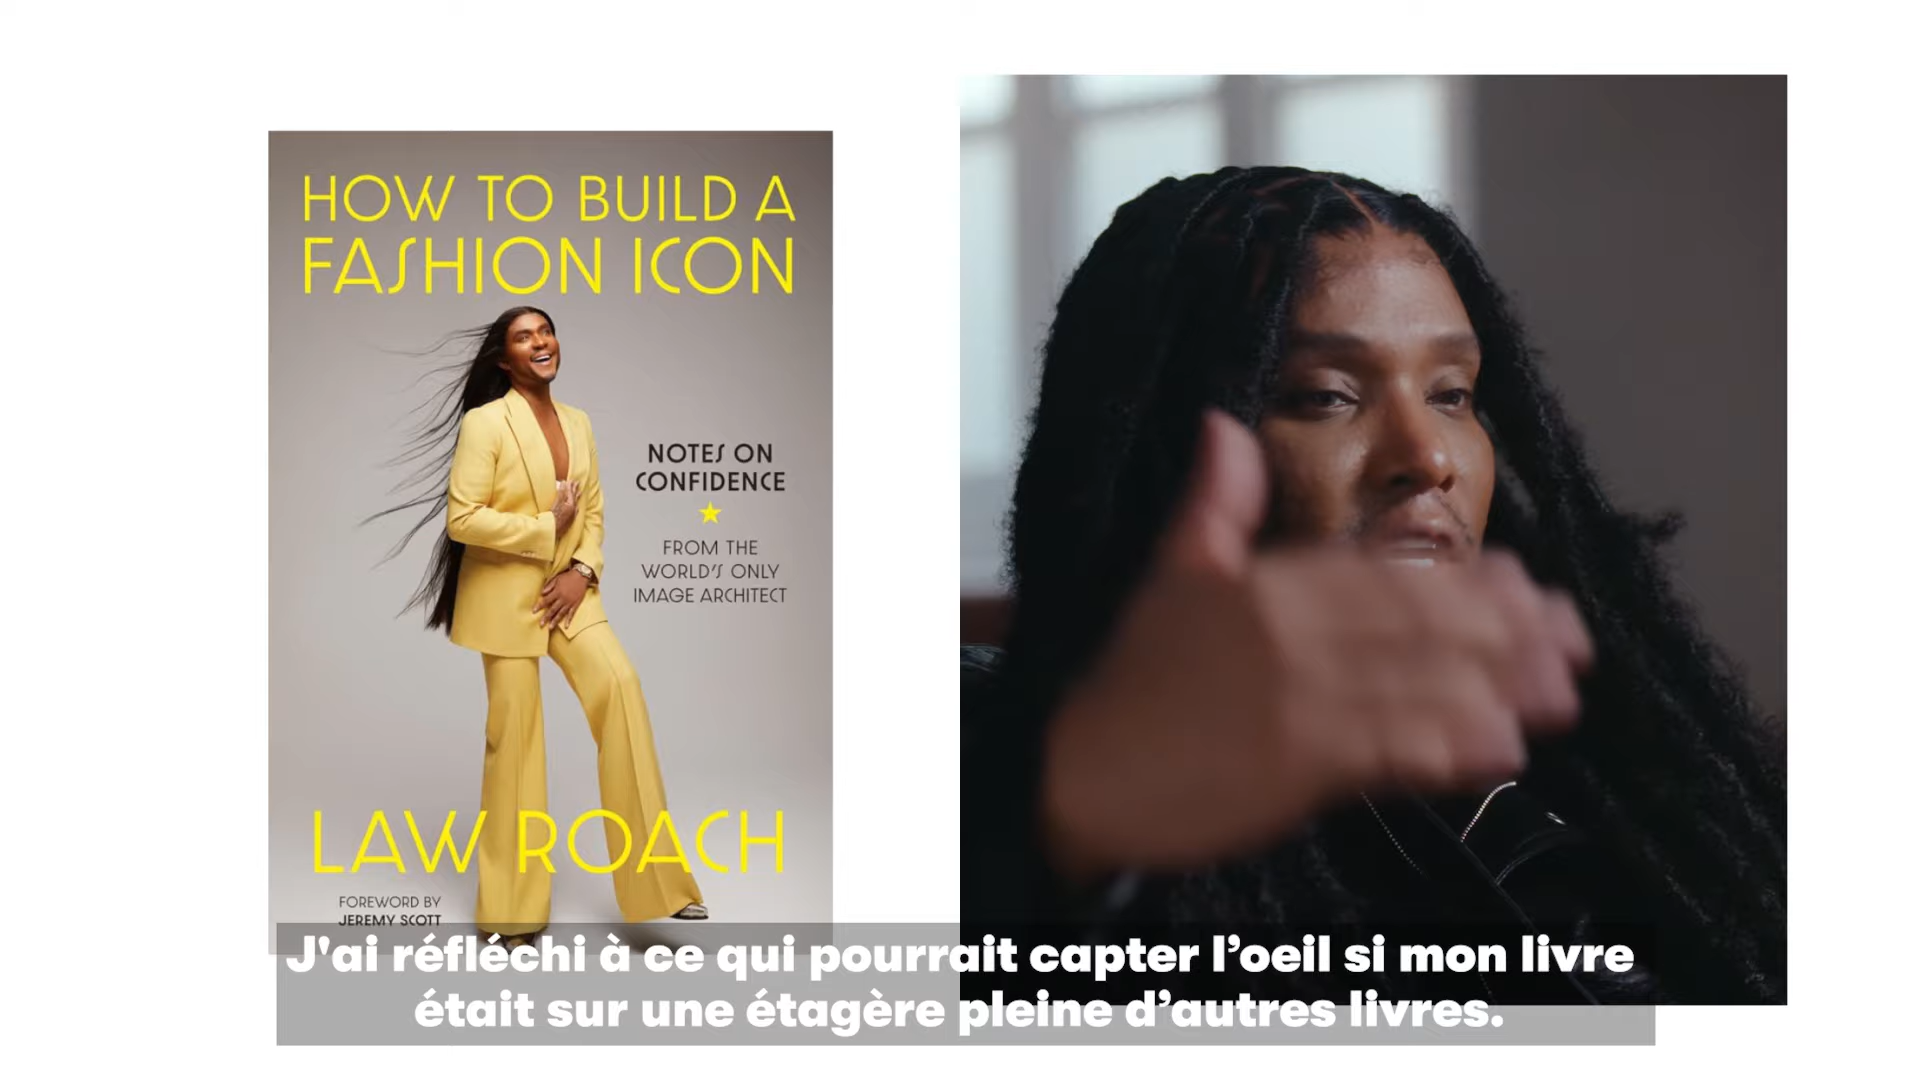 HOW TO BUILD A
FASHION ICON
NOTES ON
CONFIDENCE
FROM THE
WORLD'S ONLY
IMAGE ARCHITECT
LAW ROACH
FOREWORD BY
JEREMY SCOTT
J'ai réfléchi à ce qui pourrait capter l’oeil si mon livre
était sur une étagère pleine d’autres livres.